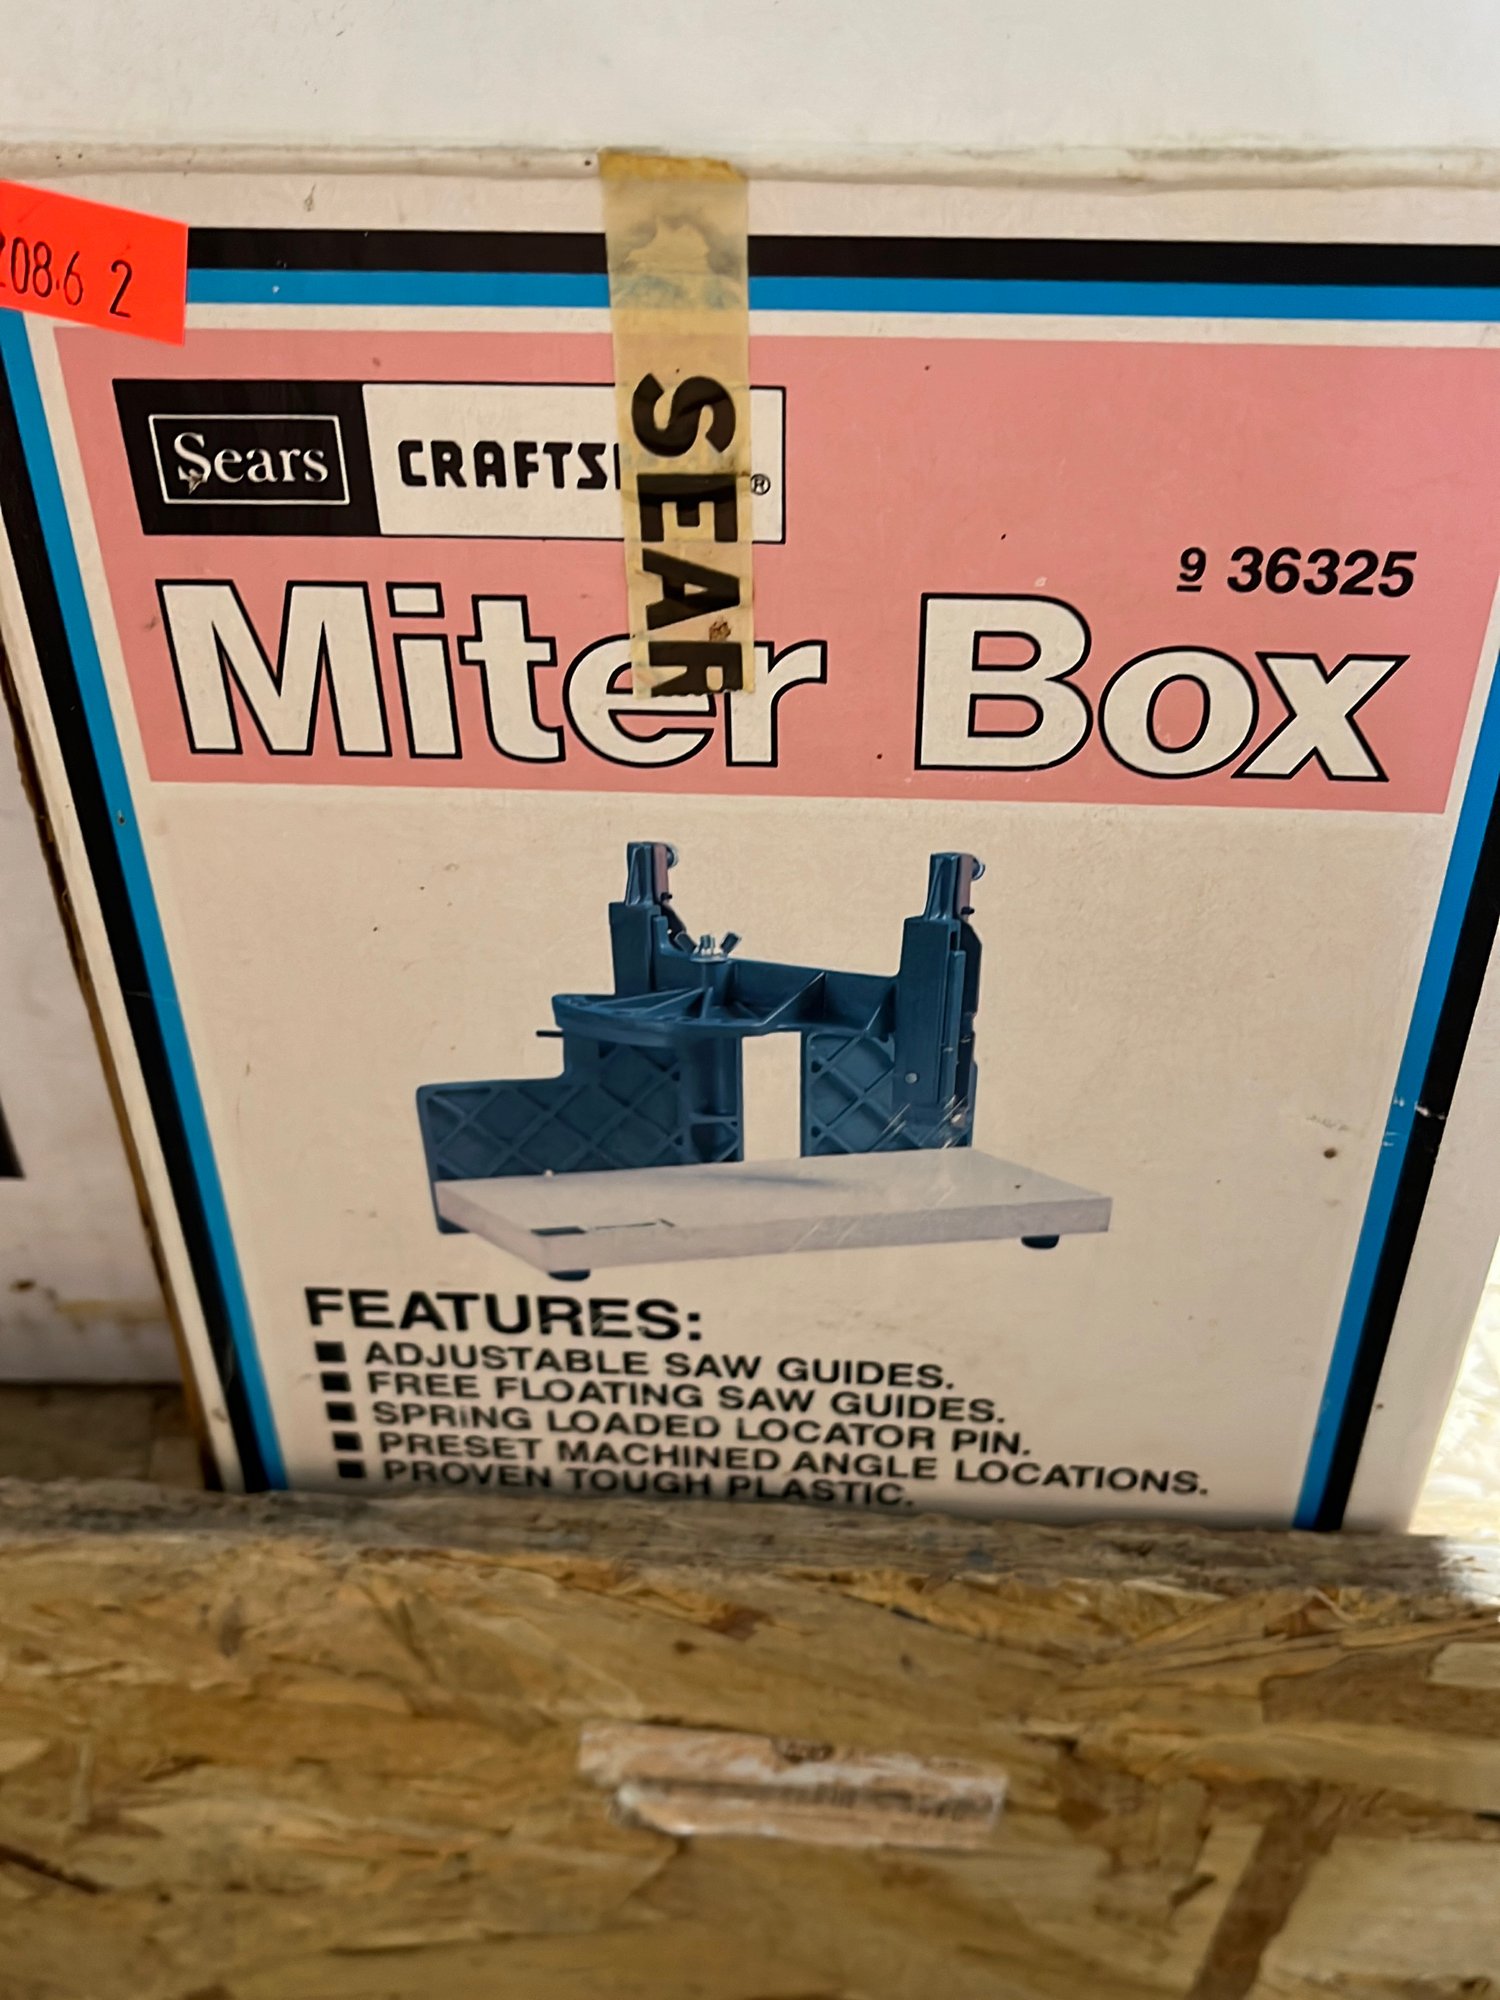 08.6 2
Sears CRAFTS ®
SEAR
9 36325
Miter Box
FEATURES:
■ ADJUSTABLE SAW GUIDES.
■ FREE FLOATING SAW GUIDES.
■ SPRING LOADED LOCATOR PIN.
■ PRESET MACHINED ANGLE LOCATIONS.
■ PROVEN TOUGH PLASTIC.